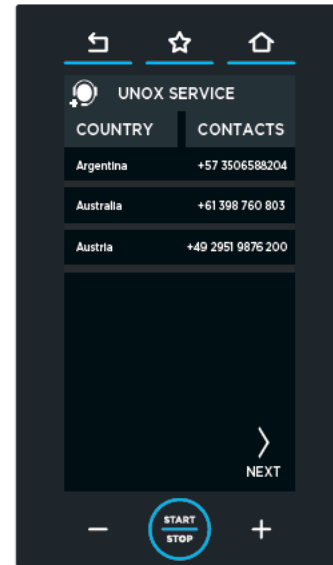 UNOX SERVICE
COUNTRY CONTACTS
Argentina +57 3506588204
Australia +61 398 760 803
Austria +49 2951 9876 200
NEXT
START
STOP